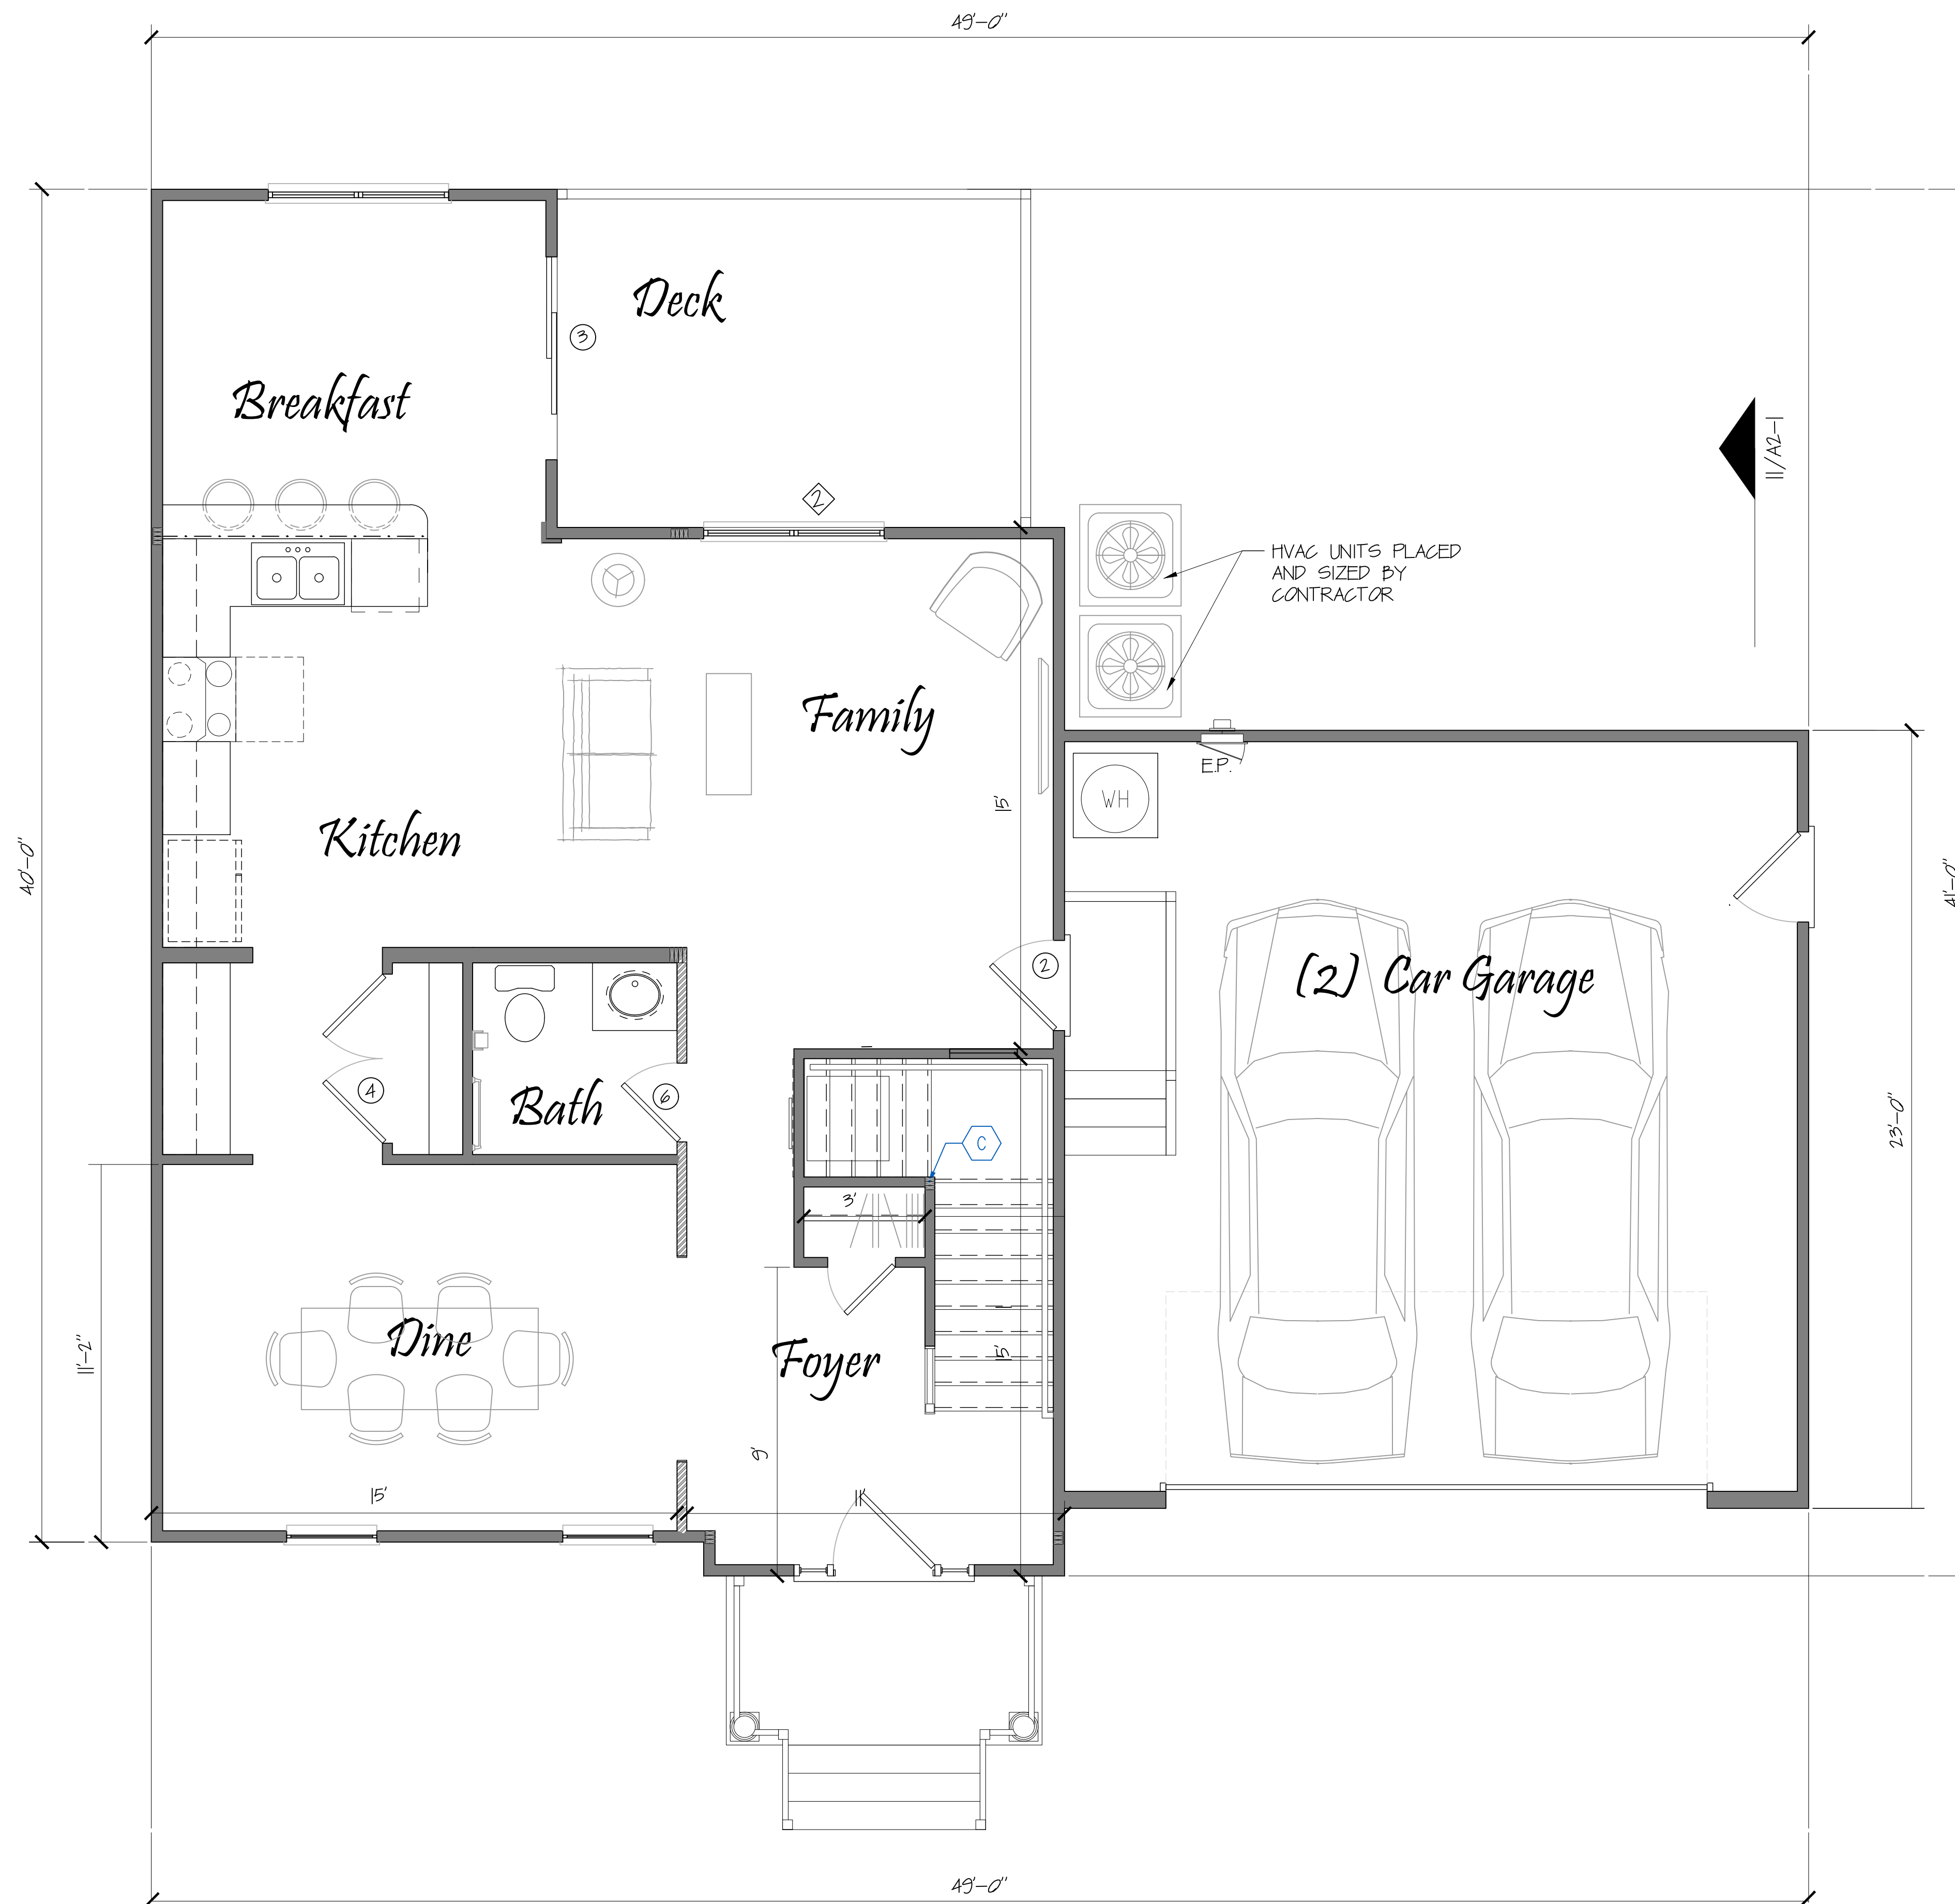 49'-0"
Deck
3
Breakfast
2
11/A2-1
HVAC UNITS PLACED
AND SIZED BY
CONTRACTOR
Family
E.P.
WH
15'
Kitchen
40'-0"
41'-0"
2
(2) Car Garage
4
6
Bath
23'-0"
C
3'
Dine
Foyer
11'-2"
15'
9'
15'
11'
49'-0"